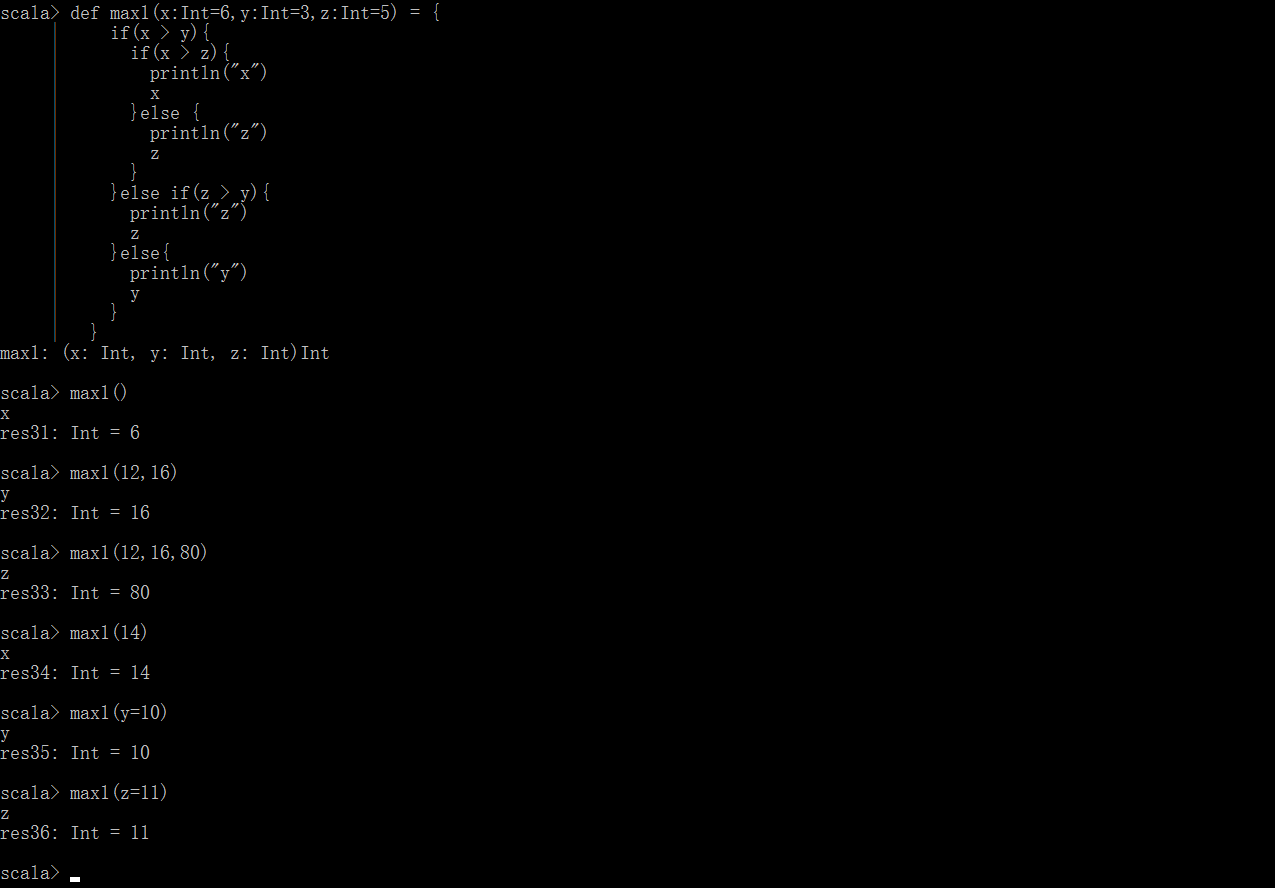 scala> def max1(x:Int=6,y:Int=3,z:Int=5) = {
if(x > y){
if(x > z){
println("x")
x
}else {
println("z")
z
}
}else if(z > y){
println("z")
z
}else{
println("y")
y
}
}
max1: (x: Int, y: Int, z: Int)Int
scala> max1()
x
res31: Int = 6
scala> max1(12,16)
y
res32: Int = 16
scala> max1(12,16,80)
z
res33: Int = 80
scala> max1(14)
x
res34: Int = 14
scala> max1(y=10)
y
res35: Int = 10
scala> max1(z=11)
z
res36: Int = 11
scala>